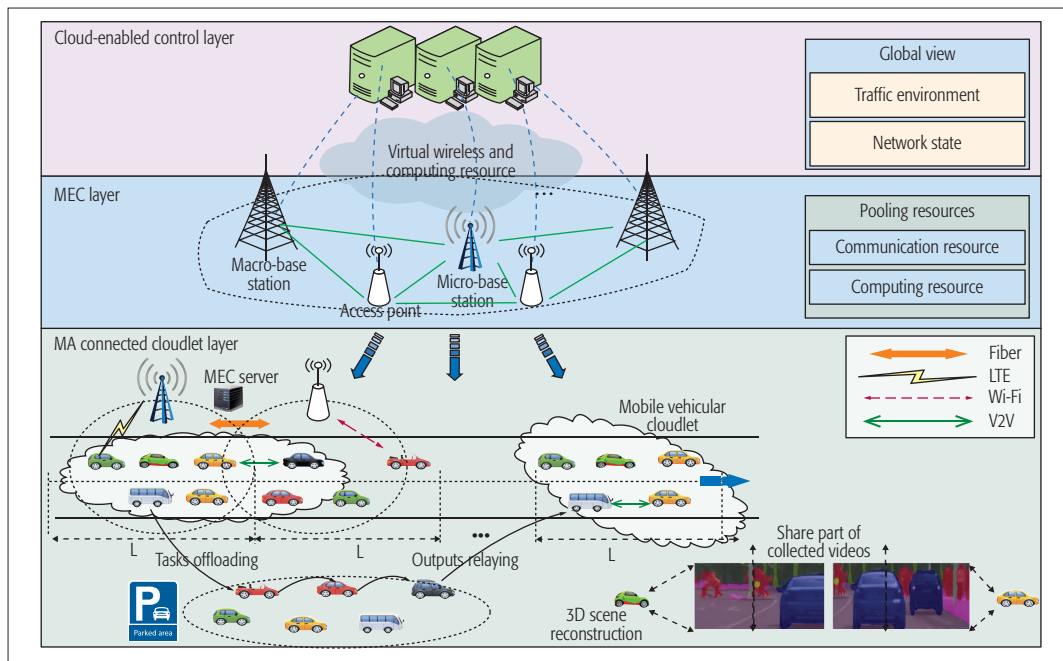 Cloud-enabled control layer
Global view
Traffic environment
Network state
Virtual wireless and
computing resource
...
MEC layer
Pooling resources
Communication resource
Computing resource
Macro-base
station
Micro-base
station
Access point
MA connected cloudlet layer
Fiber
LTE
Wi-Fi
V2V
MEC server
Mobile vehicular
cloudlet
L
L
L
...
Tasks offloading
Outputs relaying
Share part of
collected videos
P
Parked area
3D scene
reconstruction